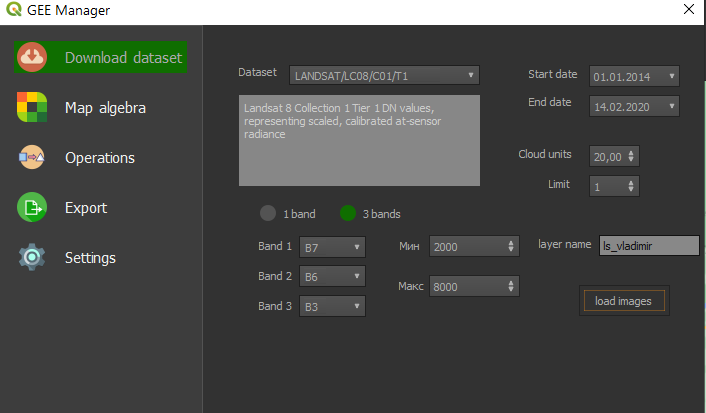 GEE Manager
Download dataset
Map algebra
Operations
Export
Settings
Dataset LANDSAT/LC08/C01/T1
Landsat 8 Collection 1 Tier 1 DN values,
representing scaled, calibrated at-sensor
radiance
Start date 01.01.2014
End date 14.02.2020
Cloud units 20,00
Limit 1
1 band 3 bands
Band 1 B7 Мин 2000 layer name ls_vladimir
Band 2 B6 Макс 8000 load images
Band 3 B3